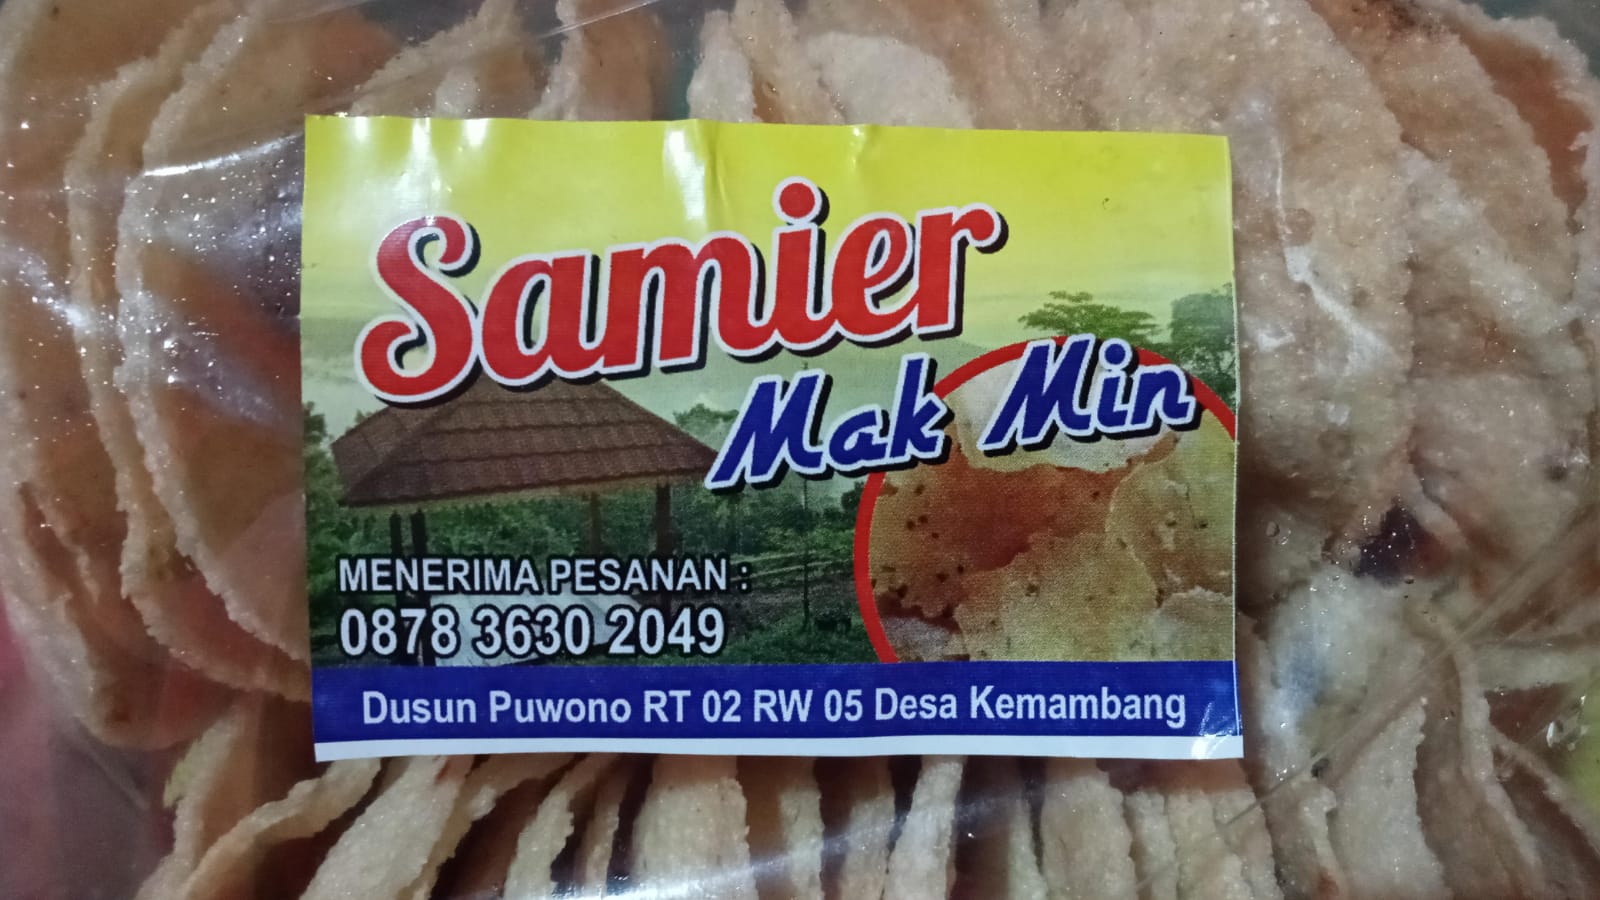 Samier
Mak Min
MENERIMA PESANAN :
0878 3630 2049
Dusun Puwono RT 02 RW 05 Desa Kemambang